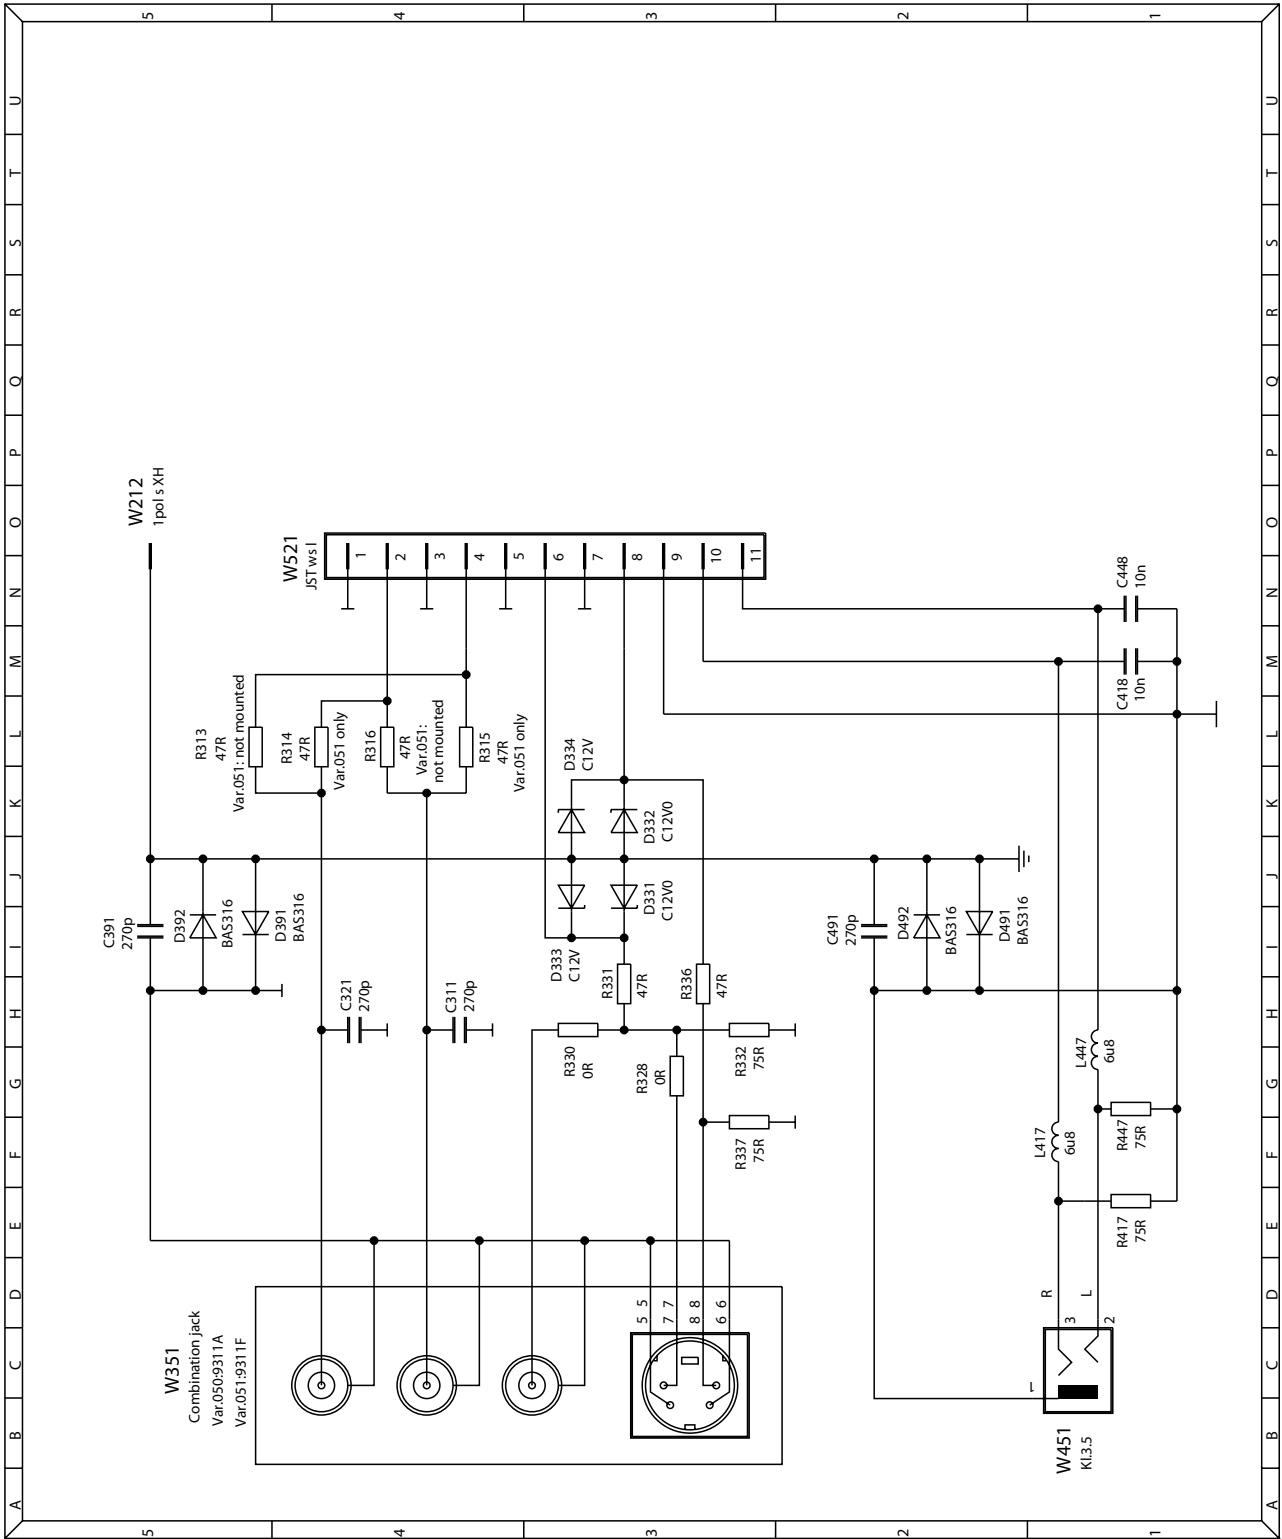 A B C D E F G H I J K L M N O P Q R S T U
5
4
3
2
1
W212
1pol s XH
W521
JST ws l
1
2
3
4
5
6
7
8
9
10
11
C391
270p
D392
BAS316
D391
BAS316
R313
47R
Var.051: not mounted
R314
47R
Var.051 only
R316
47R
Var.051:
not mounted
R315
47R
Var.051 only
C321
270p
C311
270p
D334
C12V
D332
C12V0
D333
C12V
D331
C12V0
R331
47R
R336
47R
R330
0R
R328
0R
R332
75R
R337
75R
W351
Combination jack
Var.050:9311A
Var.051:9311F
5 5
7 7
8 8
6 6
C491
270p
D492
BAS316
D491
BAS316
C448
10n
C418
10n
L447
6u8
L417
6u8
R447
75R
R417
75R
R
L
3
2
1
W451
Kl.3.5
A B C D E F G H I J K L M N O P Q R S T U
5
4
3
2
1